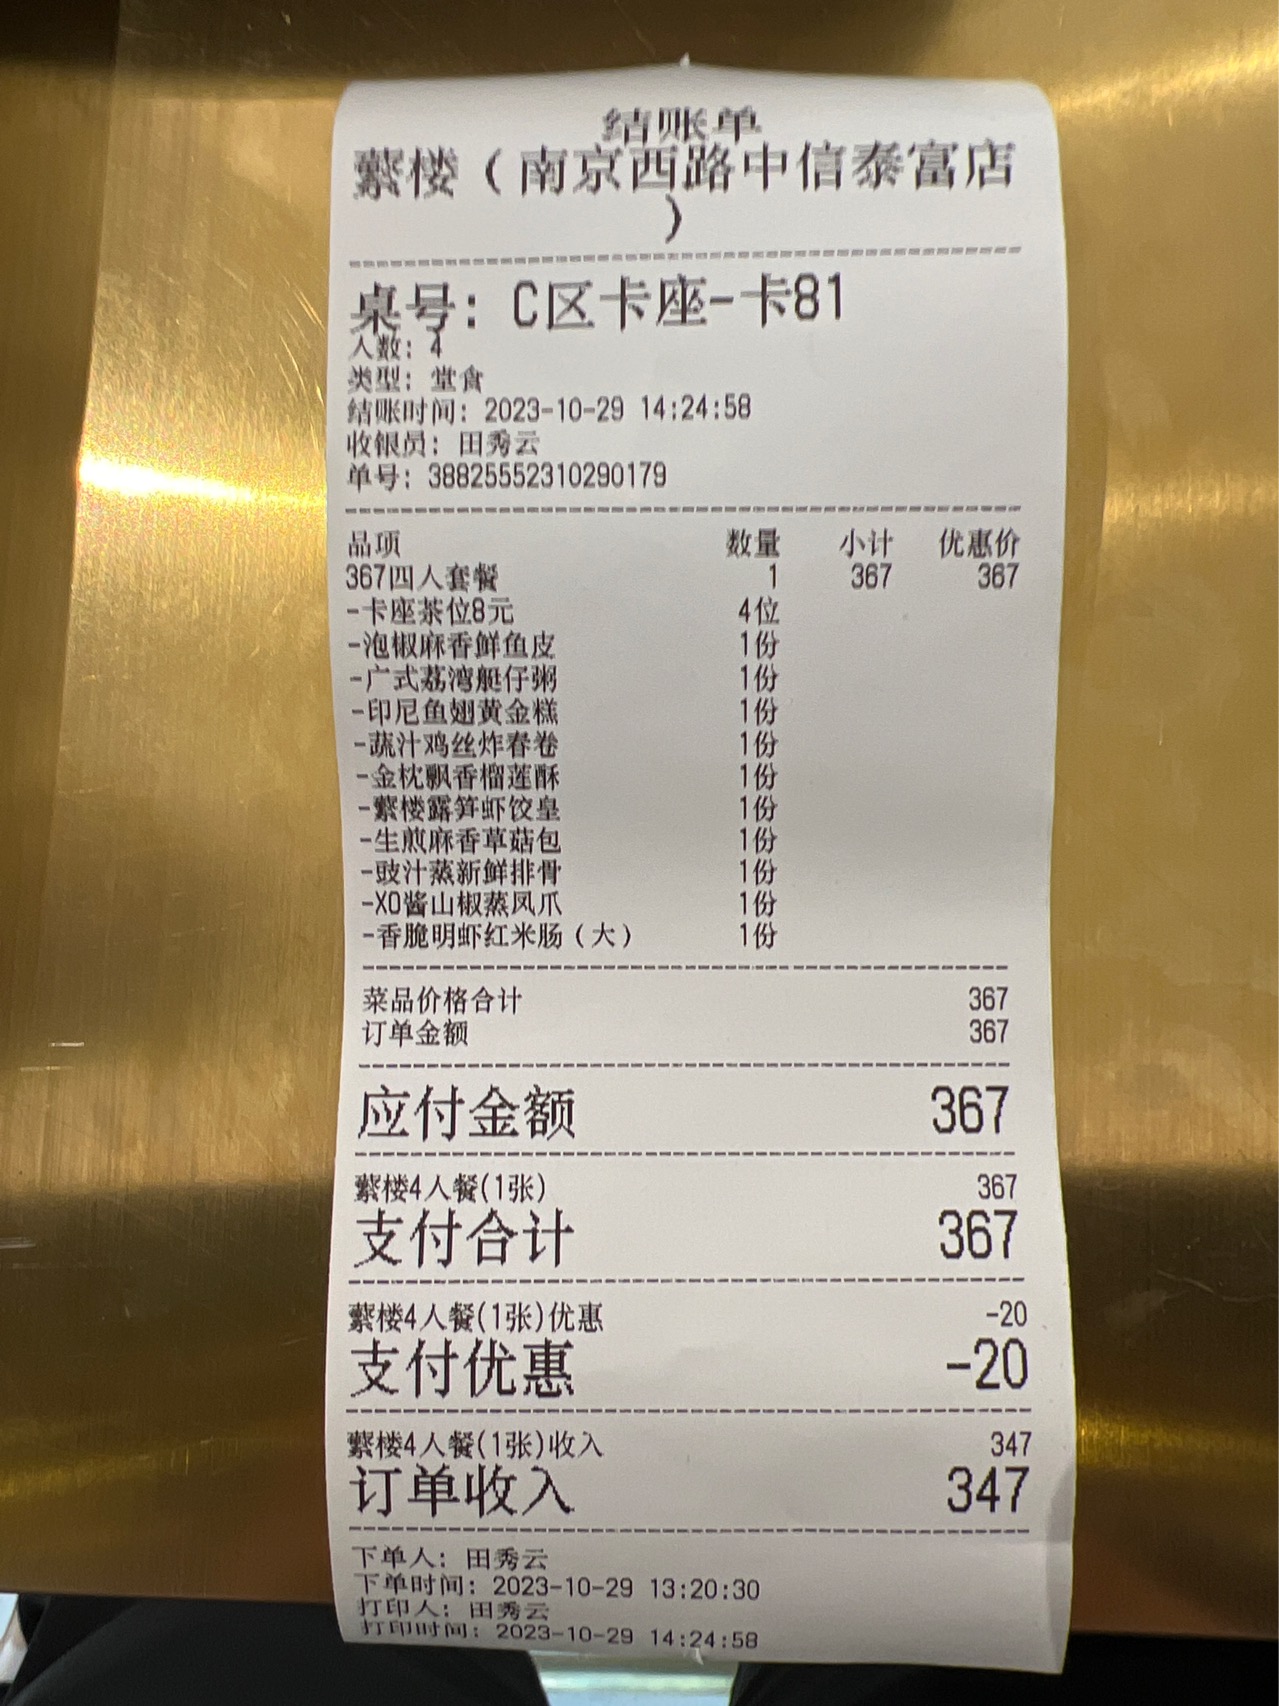 结账单
蘩楼（南京西路中信泰富店
）
桌号：C区卡座-卡81
人数：4
类型：堂食
结账时间：2023-10-29 14:24:58
收银员：田秀云
单号：38825552310290179
品项 数量 小计 优惠价
367四人套餐 1 367 367
-卡座茶位8元 4位
-泡椒麻香鲜鱼皮 1份
-广式荔湾艇仔粥 1份
-印尼鱼翅黄金糕 1份
-蔬汁鸡丝炸春卷 1份
-金枕飘香榴莲酥 1份
-蘩楼露笋虾饺皇 1份
-生煎麻香草菇包 1份
-豉汁蒸新鲜排骨 1份
-XO酱山椒蒸凤爪 1份
-香脆明虾红米肠（大） 1份
菜品价格合计 367
订单金额 367
应付金额 367
蘩楼4人餐(1张) 367
支付合计 367
蘩楼4人餐(1张)优惠 -20
支付优惠 -20
蘩楼4人餐(1张)收入 347
订单收入 347
下单人：田秀云
下单时间：2023-10-29 13:20:30
打印人：田秀云
打印时间：2023-10-29 14:24:58